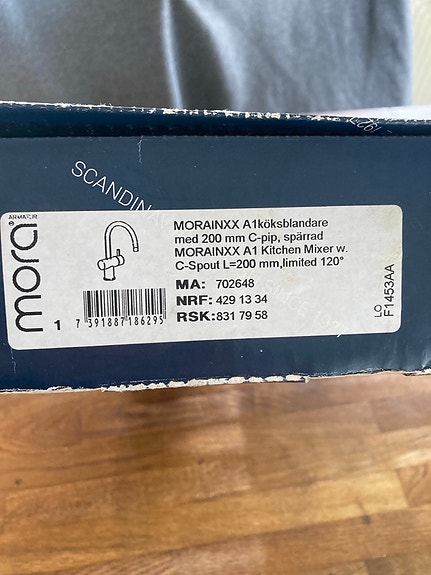 SCANDIN
ARMATUR
mora
MORAINXX A1köksblandare
med 200 mm C-pip, spärrad
MORAINXX A1 Kitchen Mixer w.
C-Spout L=200 mm,limited 120°
MA: 702648
NRF: 429 13 34
RSK: 831 79 58
1 7 391887 186295
LO
F1453AA